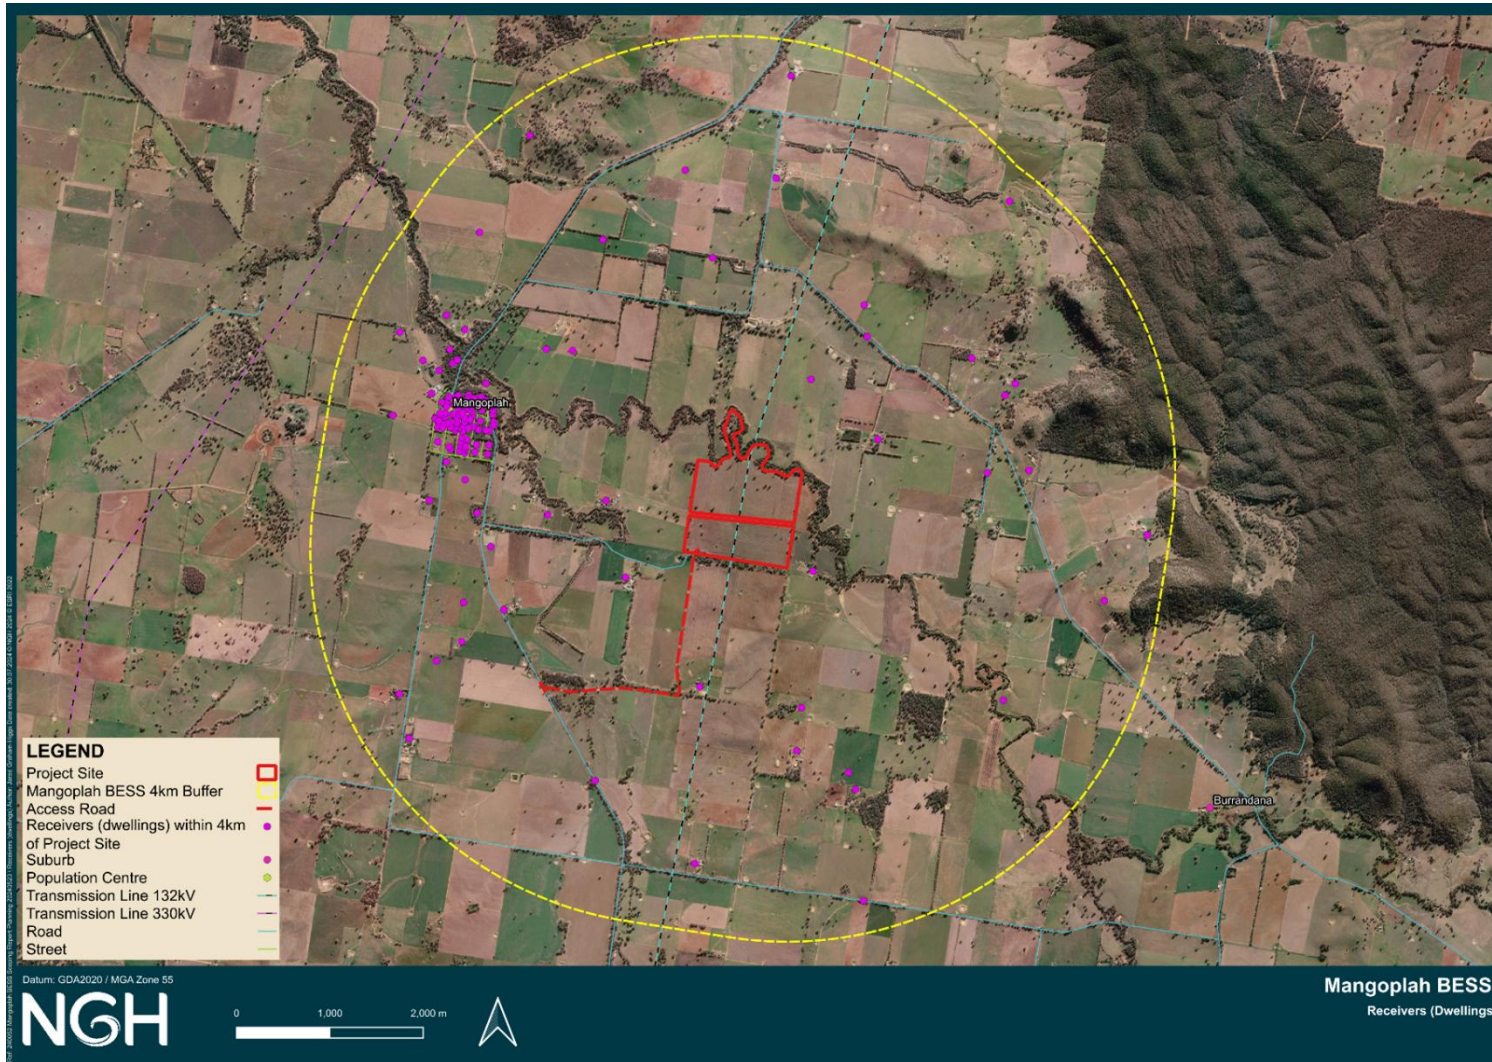 Mangoplah
Burrandana
LEGEND
Project Site
Mangoplah BESS 4km Buffer
Access Road
Receivers (dwellings) within 4km
of Project Site
Suburb
Population Centre
Transmission Line 132kV
Transmission Line 330kV
Road
Street
Datum: GDA2020 / MGA Zone 55
NGH
0 1,000 2,000 m
Mangoplah BESS
Receivers (Dwellings